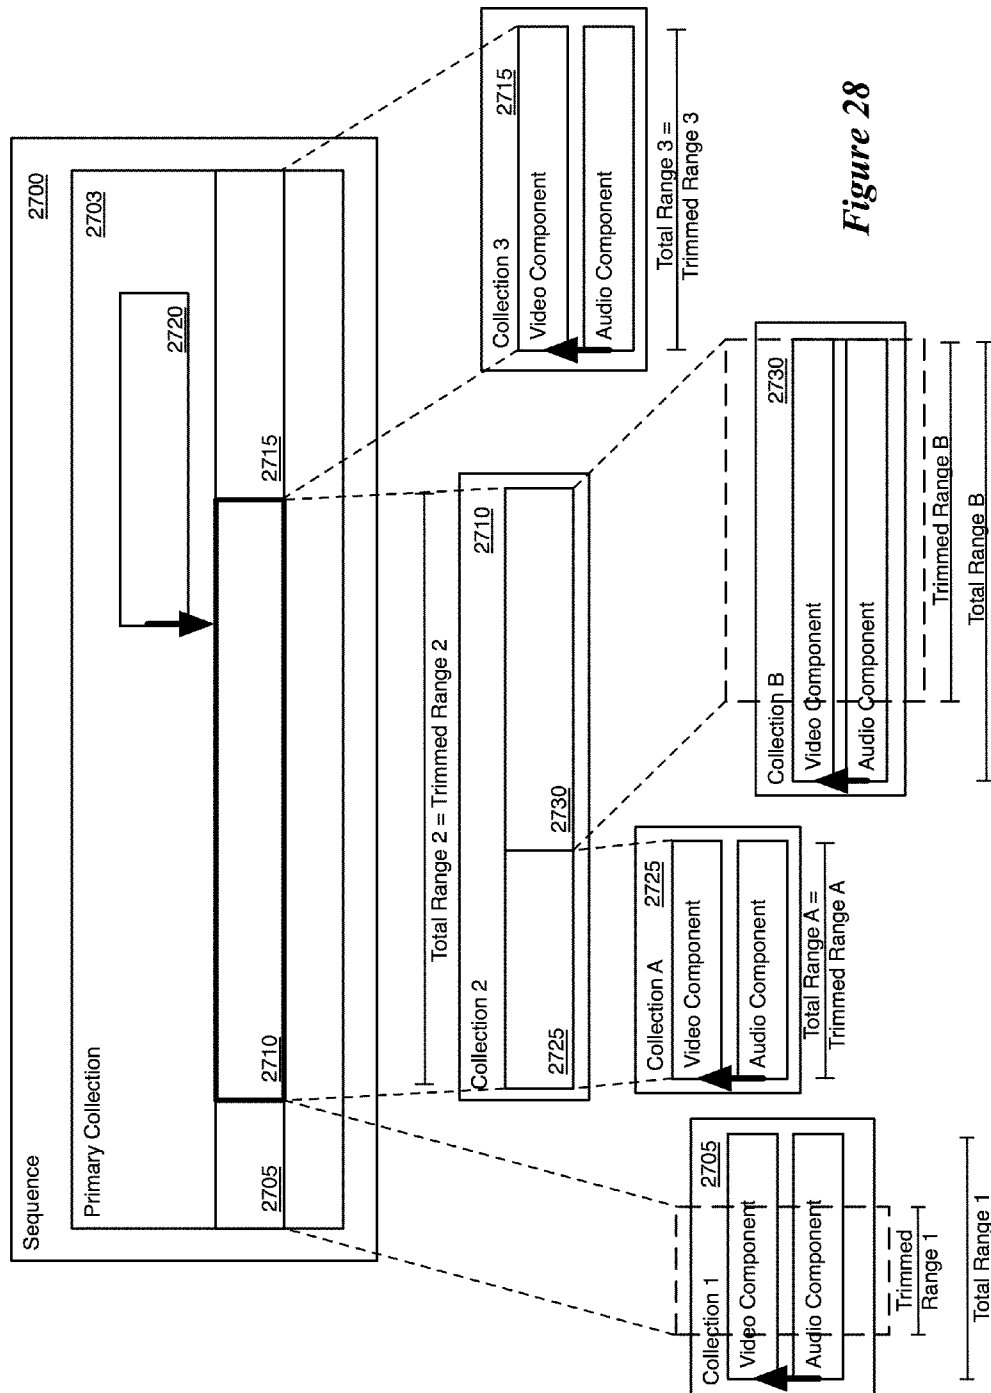 Sequence
2700
Primary Collection
2703
2720
2705
2710
2715
Total Range 2 = Trimmed Range 2
Collection 2
2710
2725
2730
Collection 3
2715
Video Component
Audio Component
Total Range 3 =
Trimmed Range 3
Collection 1
2705
Video Component
Audio Component
Trimmed
Range 1
Total Range 1
Collection A
2725
Video Component
Audio Component
Total Range A =
Trimmed Range A
Collection B
2730
Video Component
Audio Component
Trimmed Range B
Total Range B
Figure 28